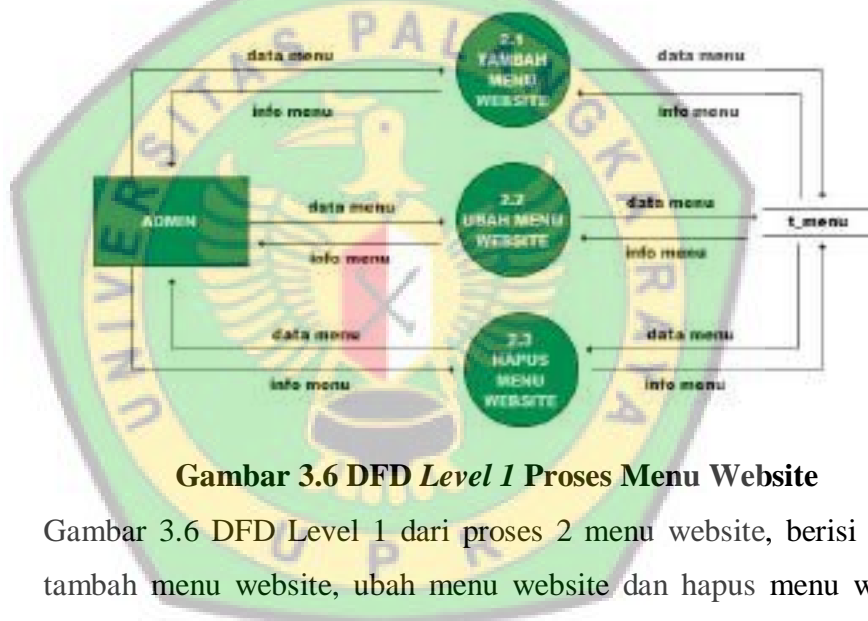 UNIVERSITAS PALANGKA RAYA
data menu
2.1
TAMBAH
MENU
WEBSITE
data menu
info menu
info menu
ADMIN
data menu
2.2
UBAH MENU
WEBSITE
data menu
t_menu
info menu
info menu
data menu
2.3
HAPUS
MENU
WEBSITE
data menu
info menu
info menu
Gambar 3.6 DFD Level 1 Proses Menu Website
Gambar 3.6 DFD Level 1 dari proses 2 menu website, berisi
tambah menu website, ubah menu website dan hapus menu w
U P R